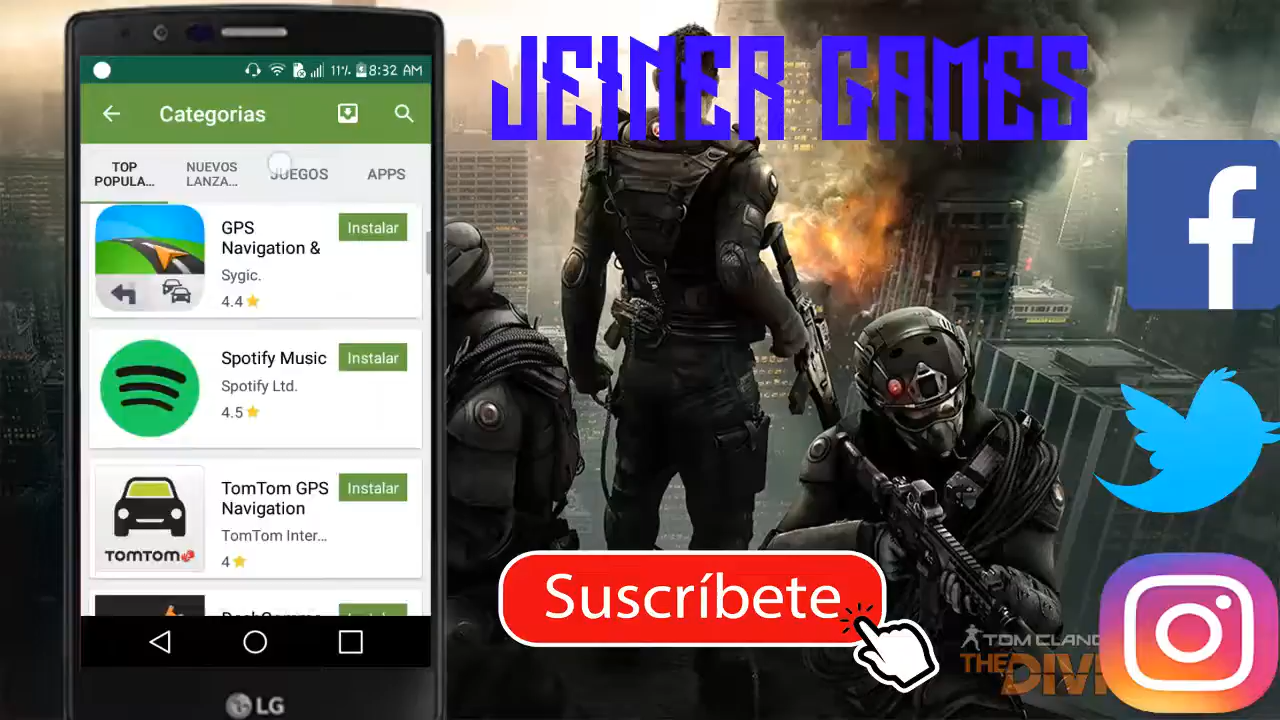 JEINER GAMES
11% 8:32 AM
Categorias
TOP POPULA...
NUEVOS LANZA...
JUEGOS
APPS
GPS Navigation &
Instalar
Sygic.
4.4
Spotify Music
Instalar
Spotify Ltd.
4.5
TomTom GPS Navigation
Instalar
TomTom Inter...
4
TOMTOM
LG
Suscríbete
TOM CLANC
THE DIVI